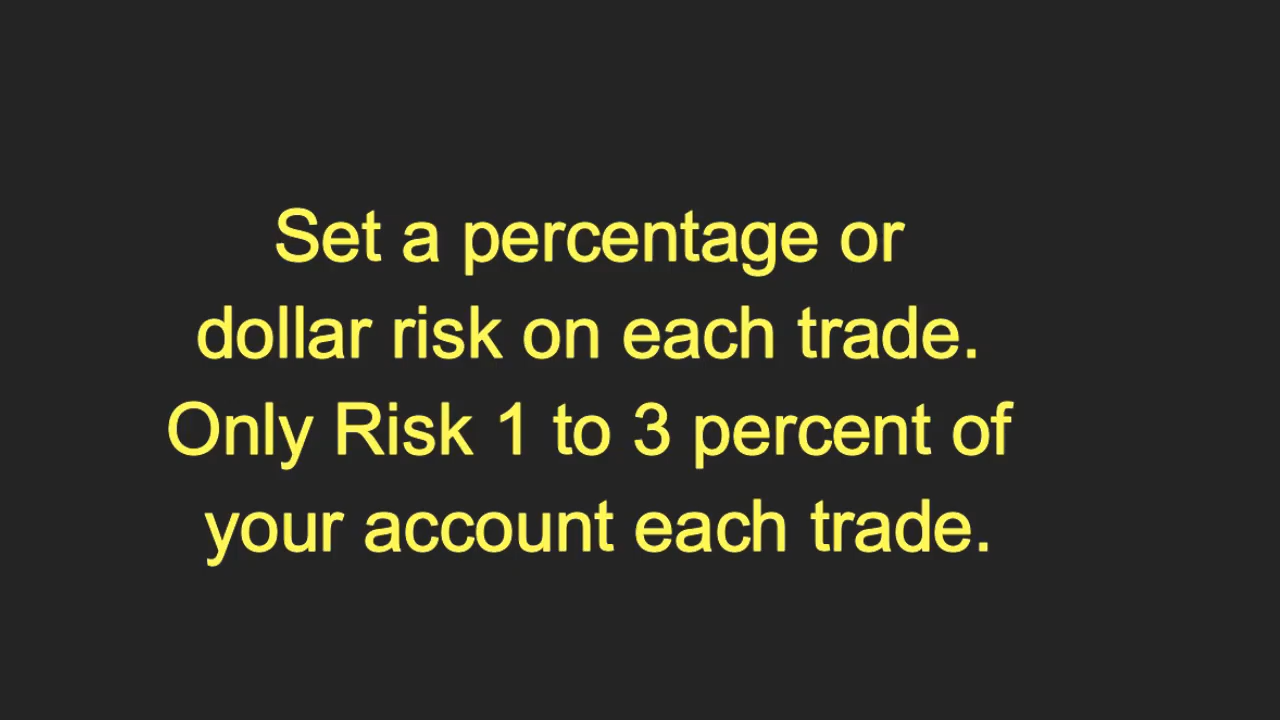 Set a percentage or
dollar risk on each trade.
Only Risk 1 to 3 percent of
your account each trade.